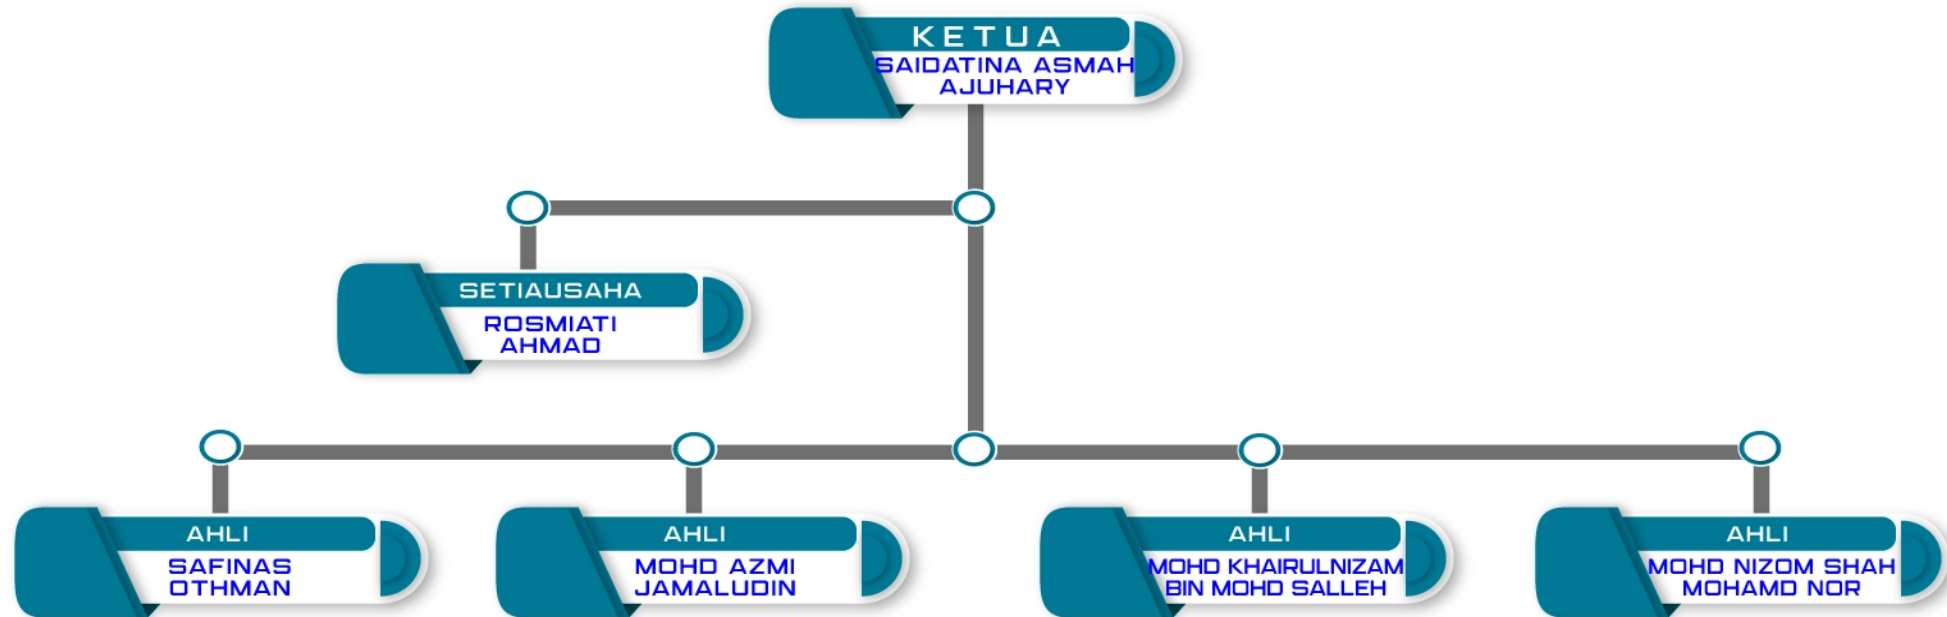 KETUA
SAIDATINA ASMAH
AJUHARY
SETIAUSAHA
ROSMIATI
AHMAD
AHLI
SAFINAS
OTHMAN
AHLI
MOHD AZMI
JAMALUDIN
AHLI
MOHD KHAIRULNIZAM
BIN MOHD SALLEH
AHLI
MOHD NIZOM SHAH
MOHAMD NOR